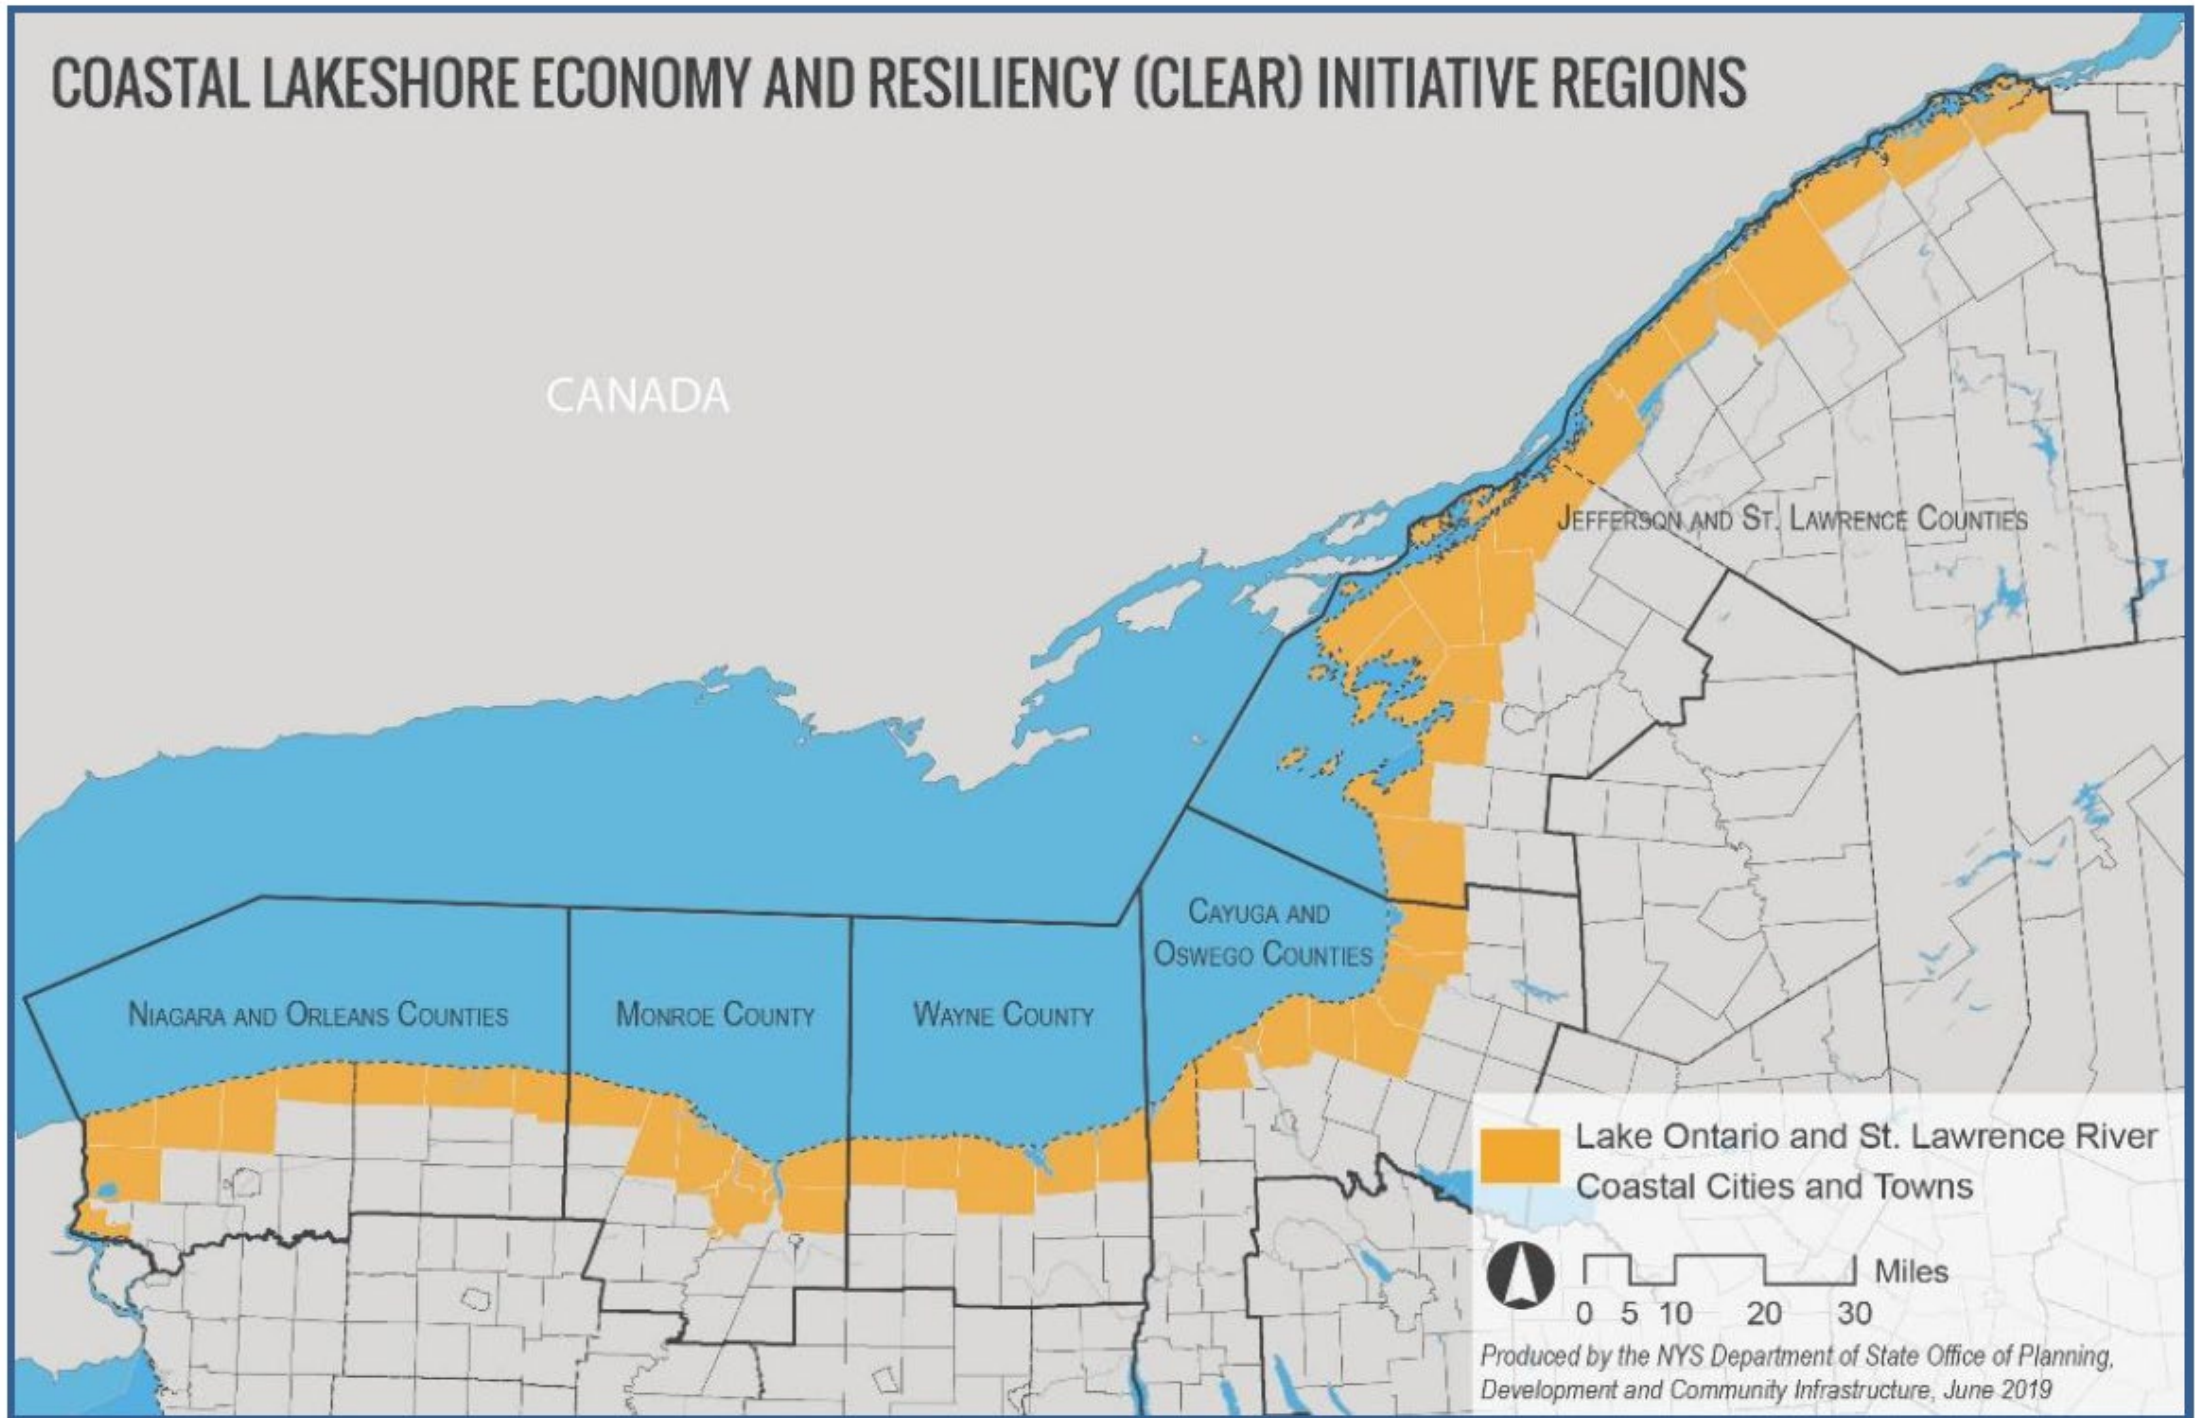 COASTAL LAKESHORE ECONOMY AND RESILIENCY (CLEAR) INITIATIVE REGIONS
CANADA
JEFFERSON AND ST. LAWRENCE COUNTIES
CAYUGA AND
OSWEGO COUNTIES
NIAGARA AND ORLEANS COUNTIES
MONROE COUNTY
WAYNE COUNTY
Lake Ontario and St. Lawrence River
Coastal Cities and Towns
Miles
0 5 10 20 30
Produced by the NYS Department of State Office of Planning,
Development and Community Infrastructure, June 2019